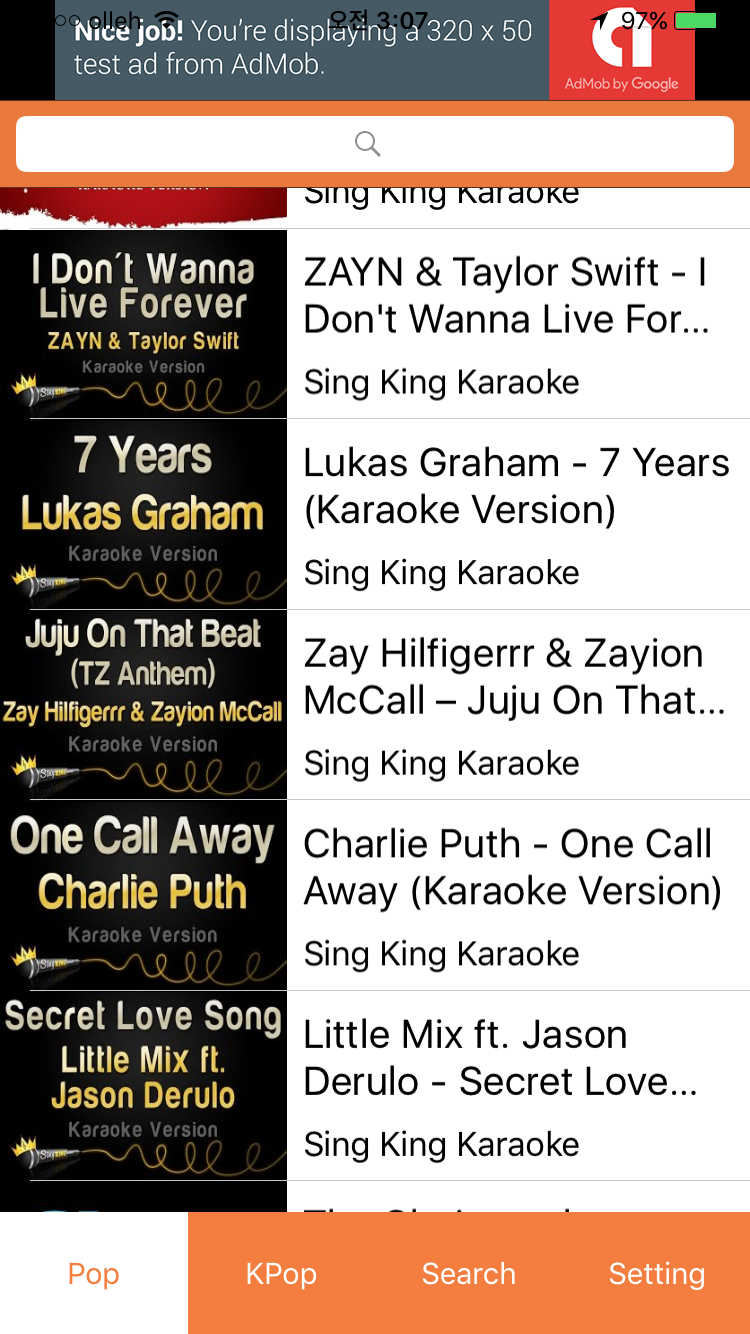 olleh 오전 3:07 97%
Nice job! You're displaying a 320 x 50
test ad from AdMob.
AdMob by Google
Sing King Karaoke
I Don´t Wanna
Live Forever
ZAYN & Taylor Swift
Karaoke Version
ZAYN & Taylor Swift - I
Don't Wanna Live For...
Sing King Karaoke
7 Years
Lukas Graham
Karaoke Version
Lukas Graham - 7 Years
(Karaoke Version)
Sing King Karaoke
Juju On That Beat
(TZ Anthem)
Zay Hilfigerrr & Zayion McCall
Karaoke Version
Zay Hilfigerrr & Zayion
McCall – Juju On That...
Sing King Karaoke
One Call Away
Charlie Puth
Karaoke Version
Charlie Puth - One Call
Away (Karaoke Version)
Sing King Karaoke
Secret Love Song
Little Mix ft.
Jason Derulo
Karaoke Version
Little Mix ft. Jason
Derulo - Secret Love...
Sing King Karaoke
Pop KPop Search Setting